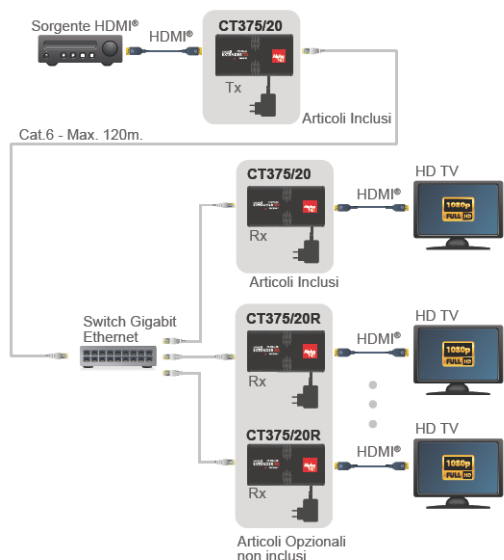 CT375/20
Sorgente HDMI®
HDMI®
Tx
Articoli Inclusi
Cat.6 - Max. 120m.
CT375/20
HD TV
HDMI®
1080p
FULL HD
Rx
Articoli Inclusi
Switch Gigabit
Ethernet
CT375/20R
HD TV
HDMI®
1080p
FULL HD
Rx
CT375/20R
HD TV
HDMI®
1080p
FULL HD
Rx
Articoli Opzionali
non inclusi